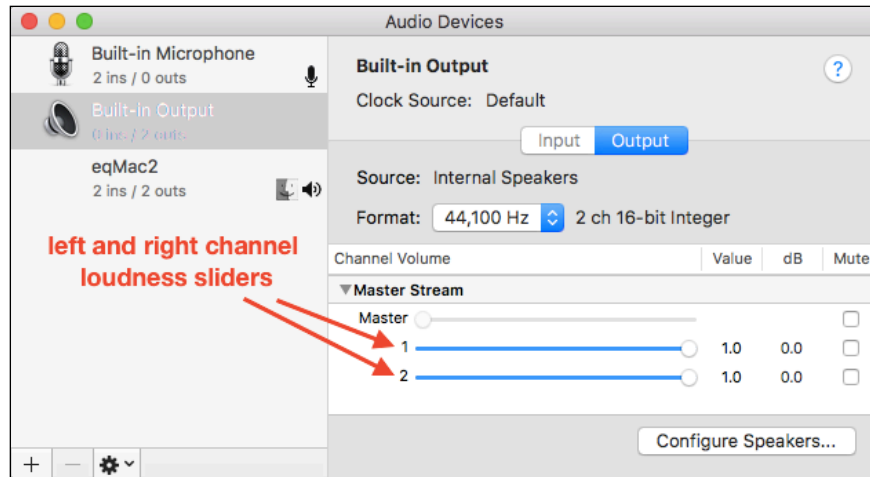 Audio Devices
Built-in Microphone
2 ins / 0 outs
Built-in Output
0 ins / 2 outs
eqMac2
2 ins / 2 outs
left and right channel
loudness sliders
Built-in Output
?
Clock Source: Default
Input Output
Source: Internal Speakers
Format: 44,100 Hz 2 ch 16-bit Integer
Channel Volume Value dB Mute
Master Stream
Master
1 1.0 0.0
2 1.0 0.0
Configure Speakers...